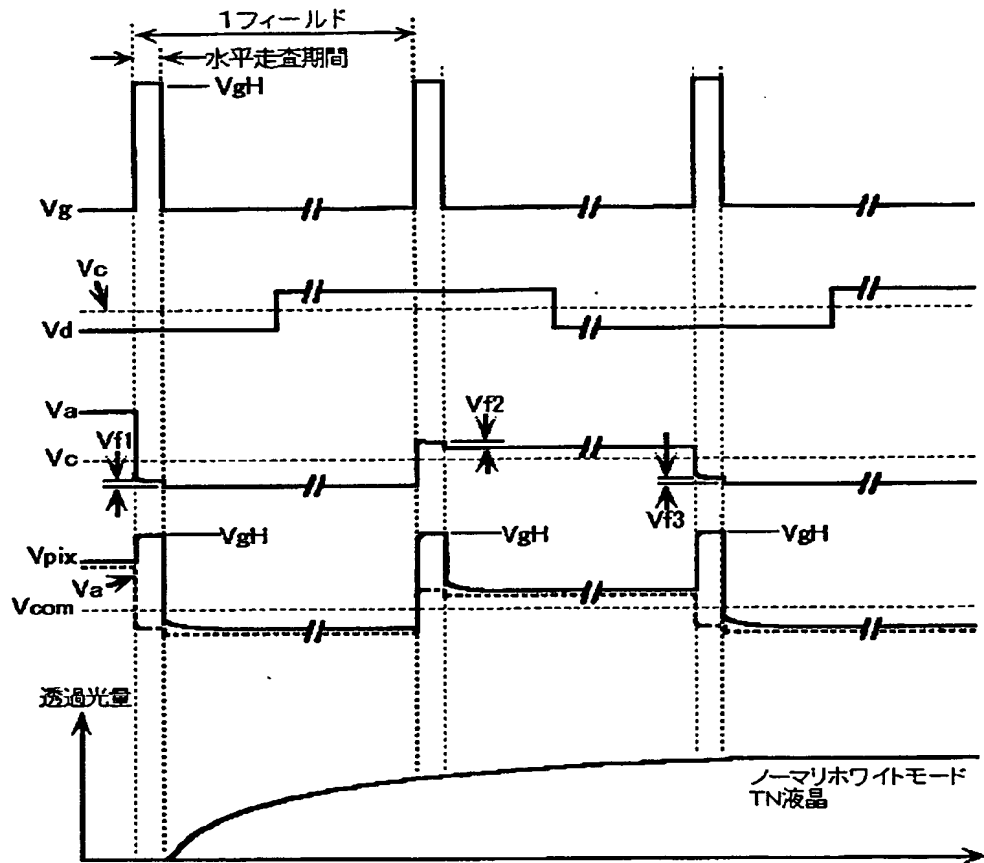 1フィールド
水平走査期間
VgH
Vg
Vc
Vd
Va
Vf1
Vf2
Vc
Vf3
VgH
VgH
VgH
Vpix
Va
Vcom
透過光量
ノーマリホワイトモード
TN液晶